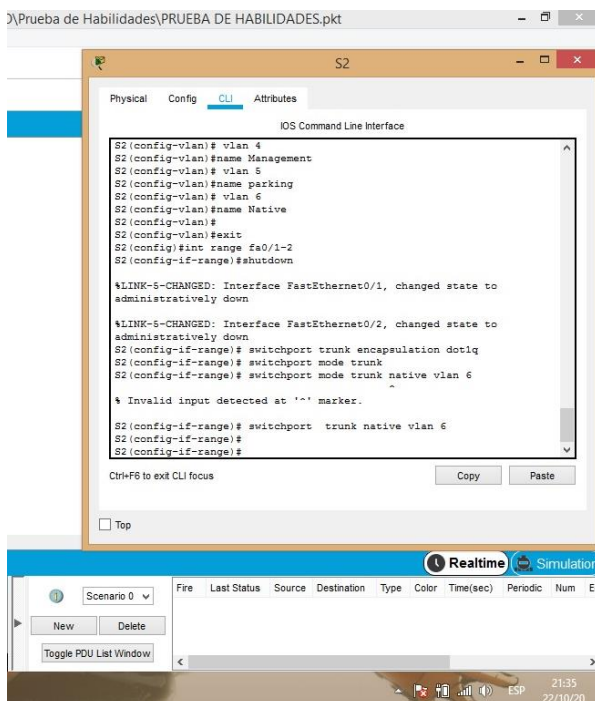 O\Prueba de Habilidades\PRUEBA DE HABILIDADES.pkt
S2
Physical Config CLI Attributes
IOS Command Line Interface
S2(config-vlan)# vlan 4
S2(config-vlan)#name Management
S2(config-vlan)# vlan 5
S2(config-vlan)#name parking
S2(config-vlan)# vlan 6
S2(config-vlan)#name Native
S2(config-vlan)#
S2(config-vlan)#exit
S2(config)#int range fa0/1-2
S2(config-if-range)#shutdown
%LINK-5-CHANGED: Interface FastEthernet0/1, changed state to
administratively down
%LINK-5-CHANGED: Interface FastEthernet0/2, changed state to
administratively down
S2(config-if-range)# switchport trunk encapsulation dot1q
S2(config-if-range)# switchport mode trunk
S2(config-if-range)# switchport mode trunk native vlan 6
^
% Invalid input detected at '^' marker.
S2(config-if-range)# switchport  trunk native vlan 6
S2(config-if-range)#
S2(config-if-range)#
Ctrl+F6 to exit CLI focus
Copy Paste
Top
Realtime Simulation
Scenario 0
Fire Last Status Source Destination Type Color Time(sec) Periodic Num E
New Delete
Toggle PDU List Window
ESP
21:35
22/10/20